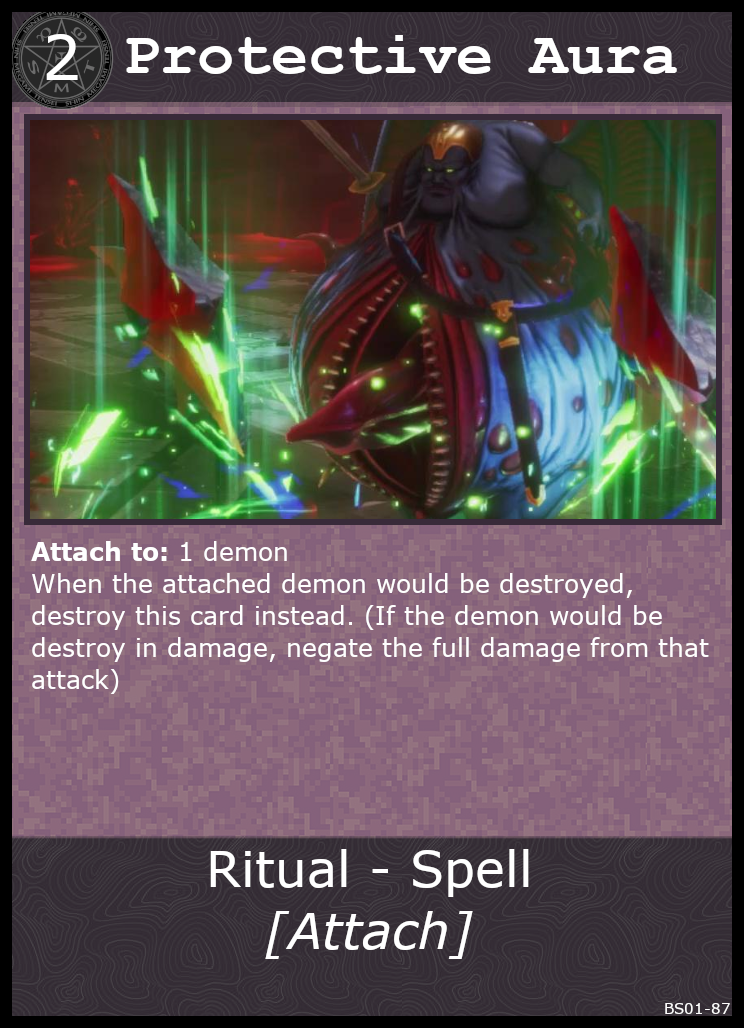 2 Protective Aura
Attach to: 1 demon
When the attached demon would be destroyed,
destroy this card instead. (If the demon would be
destroy in damage, negate the full damage from that
attack)
Ritual - Spell
[Attach]
BS01-87